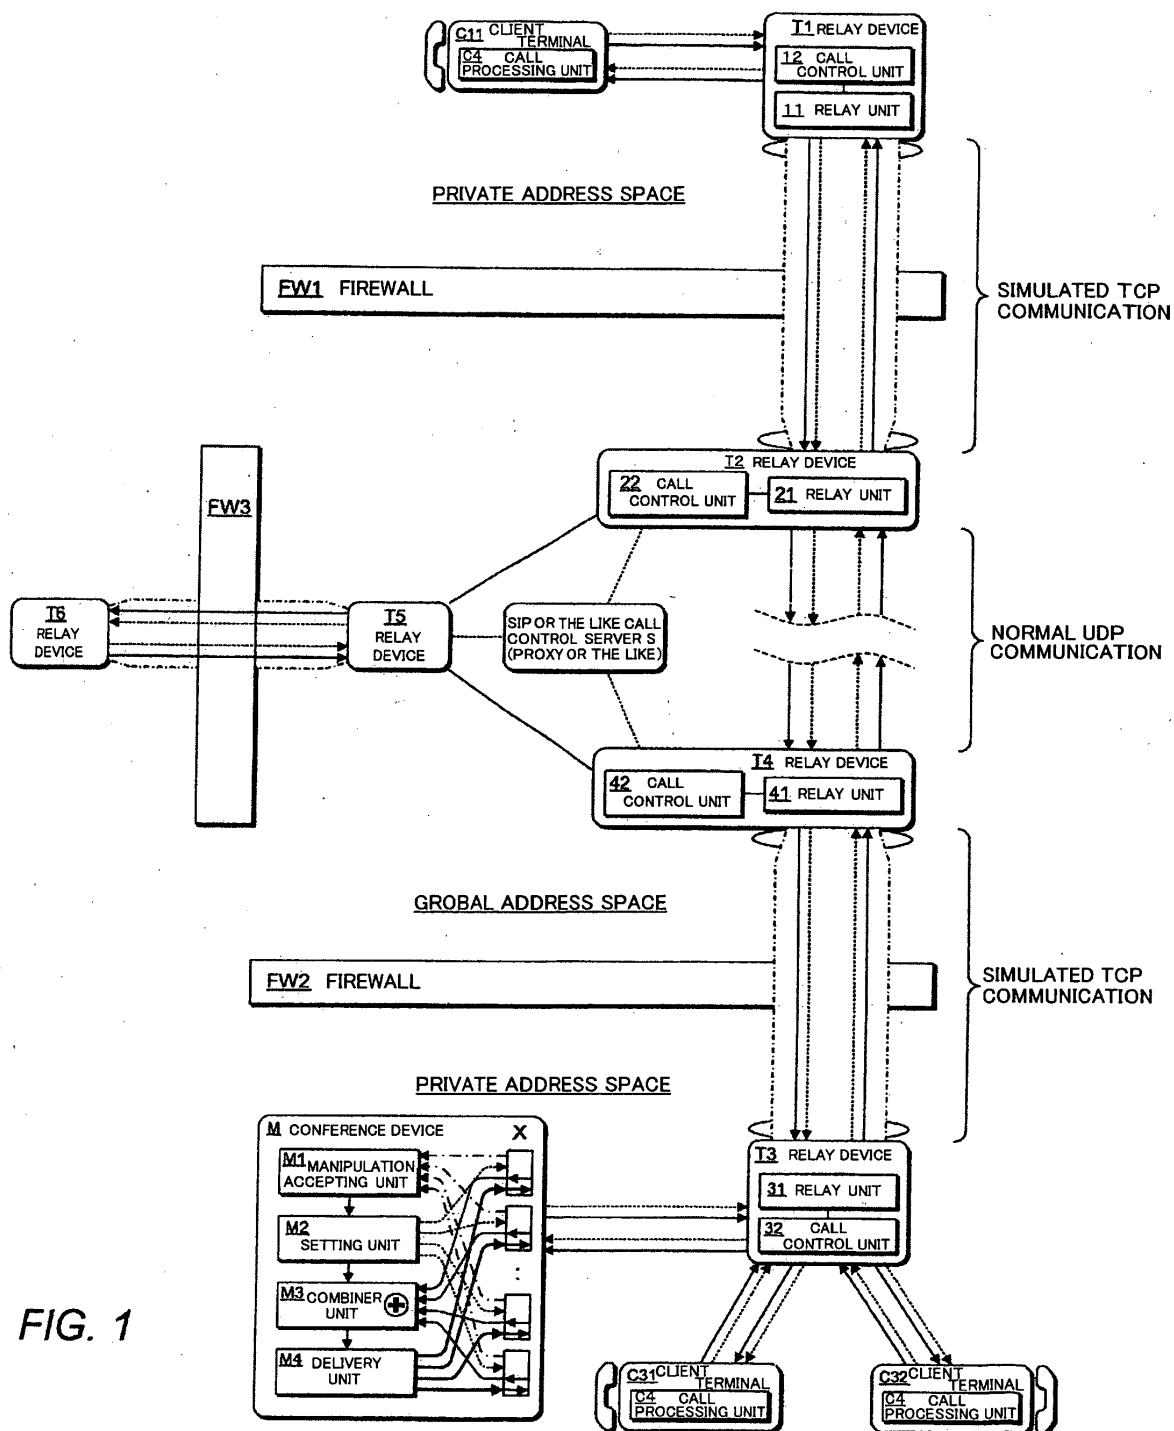 C11 CLIENT TERMINAL
C4 CALL PROCESSING UNIT
T1 RELAY DEVICE
12 CALL CONTROL UNIT
11 RELAY UNIT
PRIVATE ADDRESS SPACE
FW1 FIREWALL
SIMULATED TCP COMMUNICATION
T2 RELAY DEVICE
22 CALL CONTROL UNIT
21 RELAY UNIT
FW3
T6 RELAY DEVICE
T5 RELAY DEVICE
SIP OR THE LIKE CALL
CONTROL SERVER S
(PROXY OR THE LIKE)
NORMAL UDP COMMUNICATION
T4 RELAY DEVICE
42 CALL CONTROL UNIT
41 RELAY UNIT
GROBAL ADDRESS SPACE
FW2 FIREWALL
SIMULATED TCP COMMUNICATION
PRIVATE ADDRESS SPACE
M CONFERENCE DEVICE
X
M1 MANIPULATION ACCEPTING UNIT
M2 SETTING UNIT
M3 COMBINER UNIT
M4 DELIVERY UNIT
T3 RELAY DEVICE
31 RELAY UNIT
32 CALL CONTROL UNIT
FIG. 1
C31 CLIENT TERMINAL
C4 CALL PROCESSING UNIT
C32 CLIENT TERMINAL
C4 CALL PROCESSING UNIT